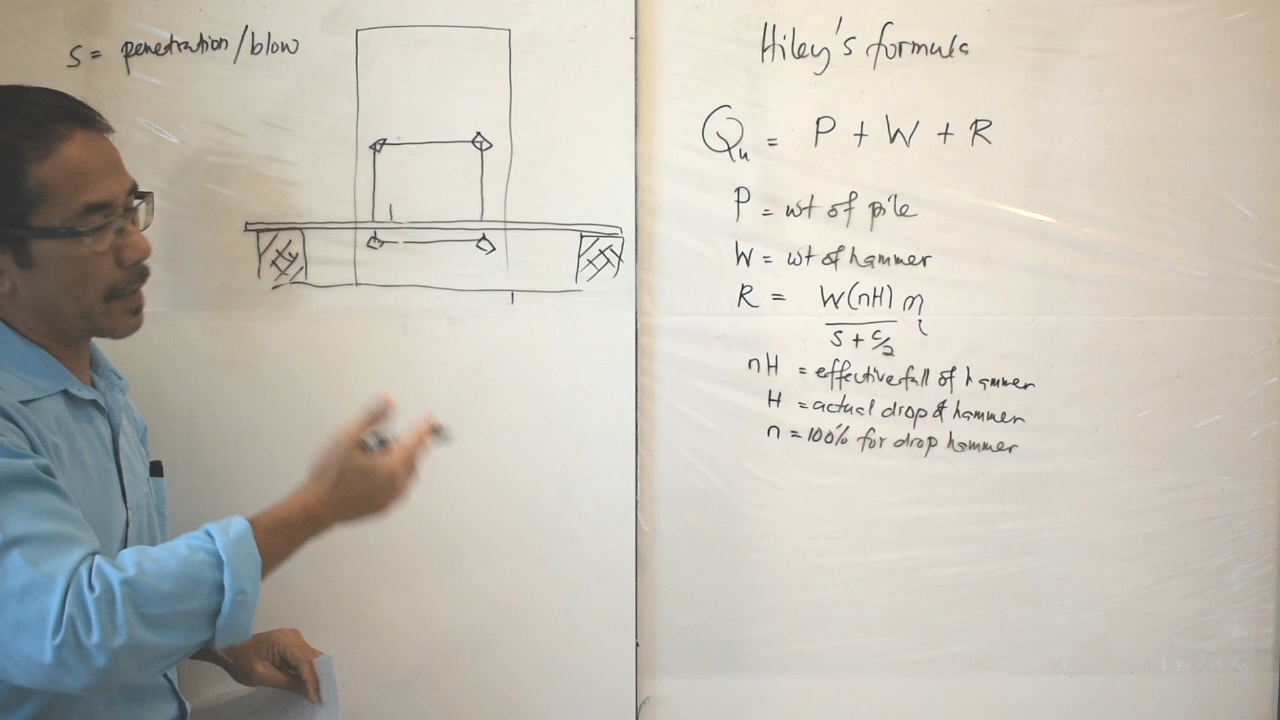 S = penetration/blow
Hiley's formula
Qu = P + W + R
P = wt of pile
W = wt of hammer
R = W(nH) η
S + c/2
nH = effective fall of hammer
H = actual drop of hammer
n = 100% for drop hammer